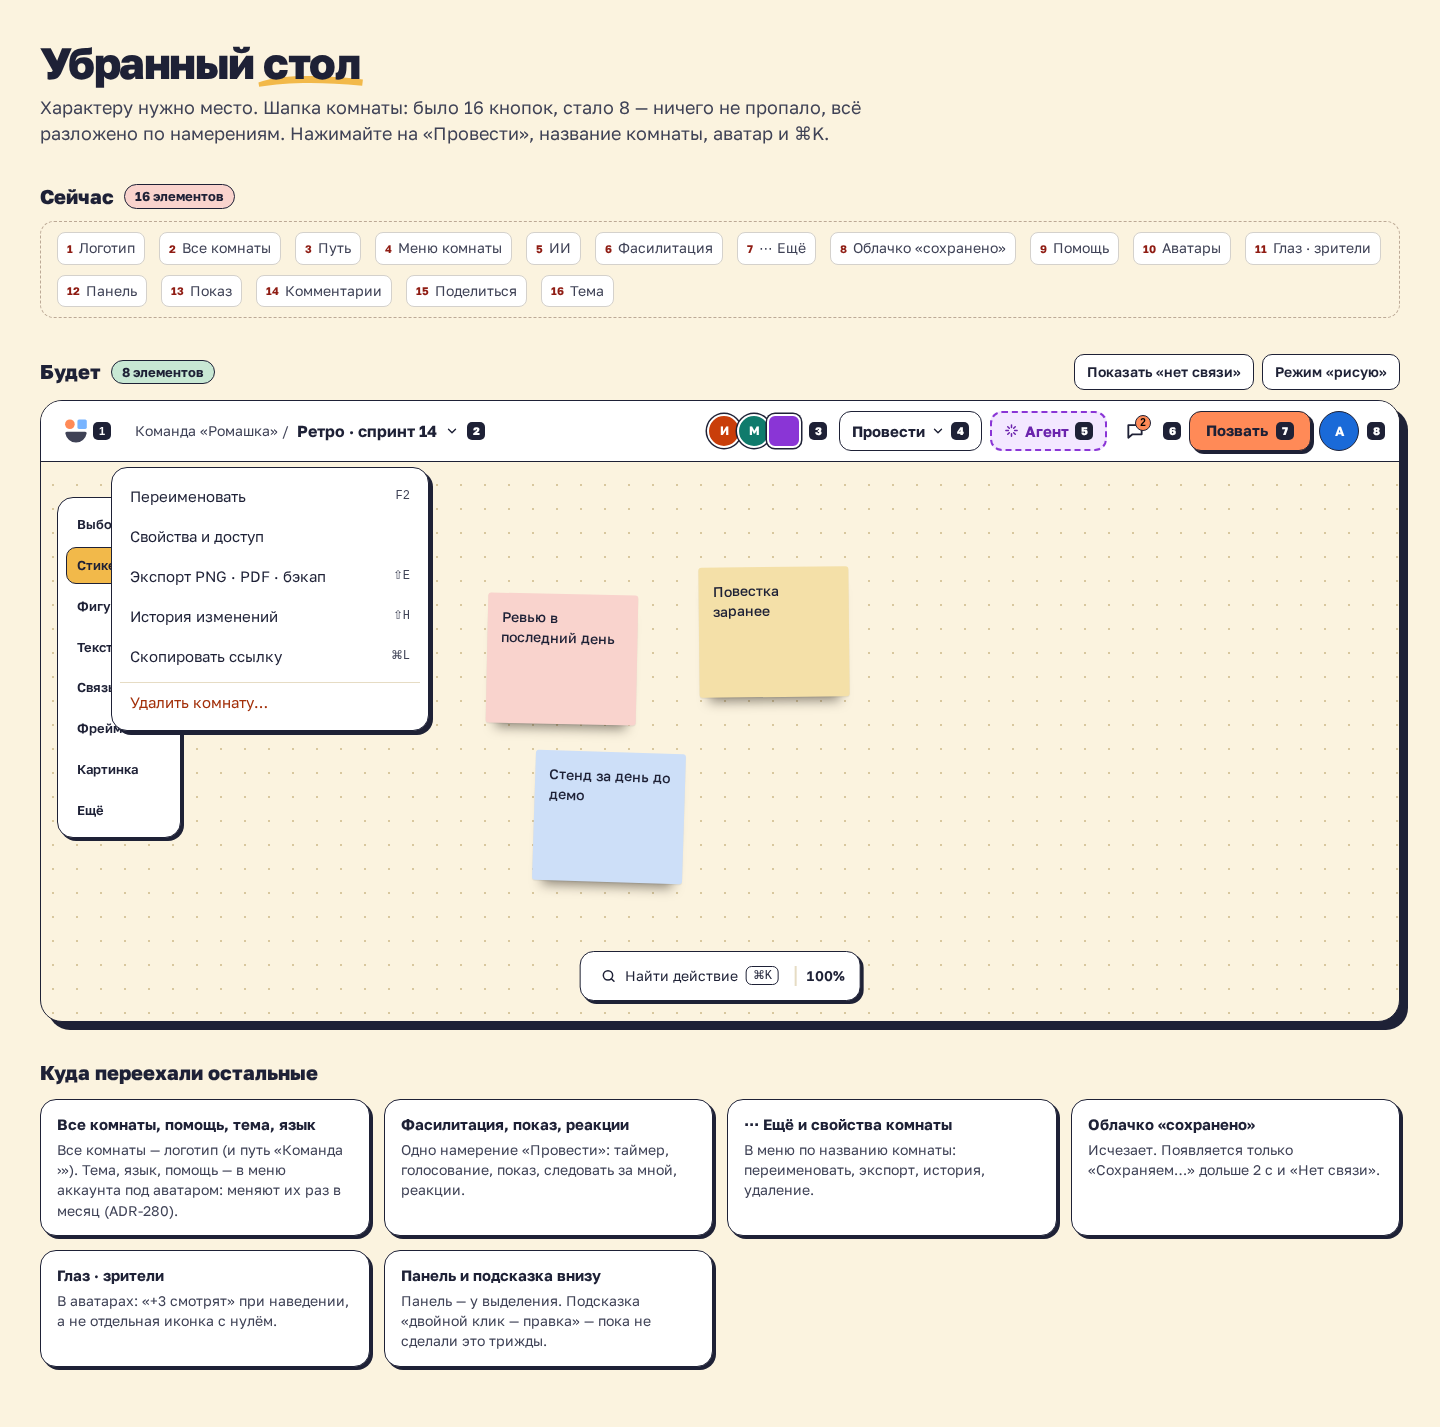 Убранный стол
Характеру нужно место. Шапка комнаты: было 16 кнопок, стало 8 — ничего не пропало, всё
разложено по намерениям. Нажимайте на «Провести», название комнаты, аватар и ⌘K.
Сейчас 16 элементов
1 Логотип 2 Все комнаты 3 Путь 4 Меню комнаты 5 ИИ 6 Фасилитация 7 ··· Ещё 8 Облачко «сохранено» 9 Помощь 10 Аватары 11 Глаз · зрители
12 Панель 13 Показ 14 Комментарии 15 Поделиться 16 Тема
Будет 8 элементов Показать «нет связи» Режим «рисую»
1 Команда «Ромашка» / Ретро · спринт 14 2 И М 3 Провести 4 Агент 5 2 6 Позвать 7 А 8
Переименовать F2
Свойства и доступ
Экспорт PNG · PDF · бэкап ⇧E
История изменений ⇧H
Скопировать ссылку ⌘L
Удалить комнату…
Выбо
Стике
Фигу
Текст
Связь
Фрейм
Картинка
Ещё
Ревью в
последний день
Повестка
заранее
Стенд за день до
демо
Найти действие ⌘K 100%
Куда переехали остальные
Все комнаты, помощь, тема, язык
Все комнаты — логотип (и путь «Команда
›»). Тема, язык, помощь — в меню
аккаунта под аватаром: меняют их раз в
месяц (ADR-280).
Фасилитация, показ, реакции
Одно намерение «Провести»: таймер,
голосование, показ, следовать за мной,
реакции.
··· Ещё и свойства комнаты
В меню по названию комнаты:
переименовать, экспорт, история,
удаление.
Облачко «сохранено»
Исчезает. Появляется только
«Сохраняем…» дольше 2 с и «Нет связи».
Глаз · зрители
В аватарах: «+3 смотрят» при наведении,
а не отдельная иконка с нулём.
Панель и подсказка внизу
Панель — у выделения. Подсказка
«двойной клик — правка» — пока не
сделали это трижды.